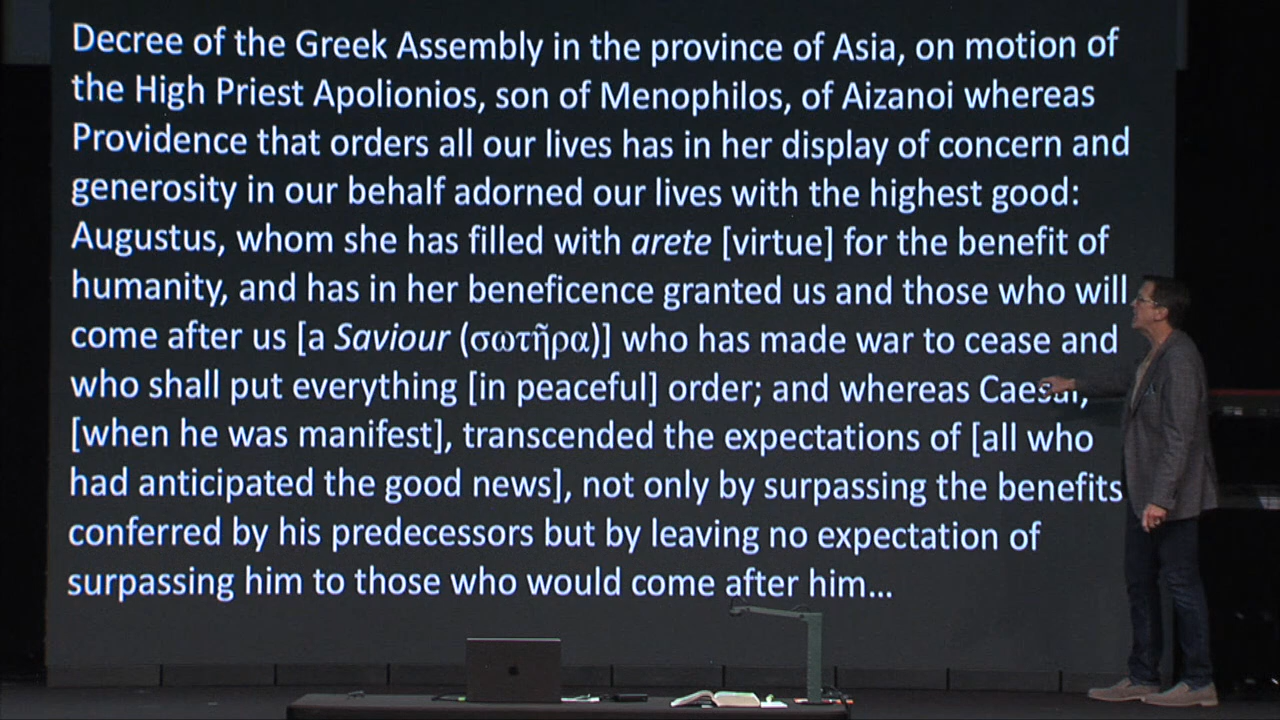 Decree of the Greek Assembly in the province of Asia, on motion of
the High Priest Apolionios, son of Menophilos, of Aizanoi whereas
Providence that orders all our lives has in her display of concern and
generosity in our behalf adorned our lives with the highest good:
Augustus, whom she has filled with arete [virtue] for the benefit of
humanity, and has in her beneficence granted us and those who will
come after us [a Saviour (σωτῆρα)] who has made war to cease and
who shall put everything [in peaceful] order; and whereas Caesar,
[when he was manifest], transcended the expectations of [all who
had anticipated the good news], not only by surpassing the benefits
conferred by his predecessors but by leaving no expectation of
surpassing him to those who would come after him…